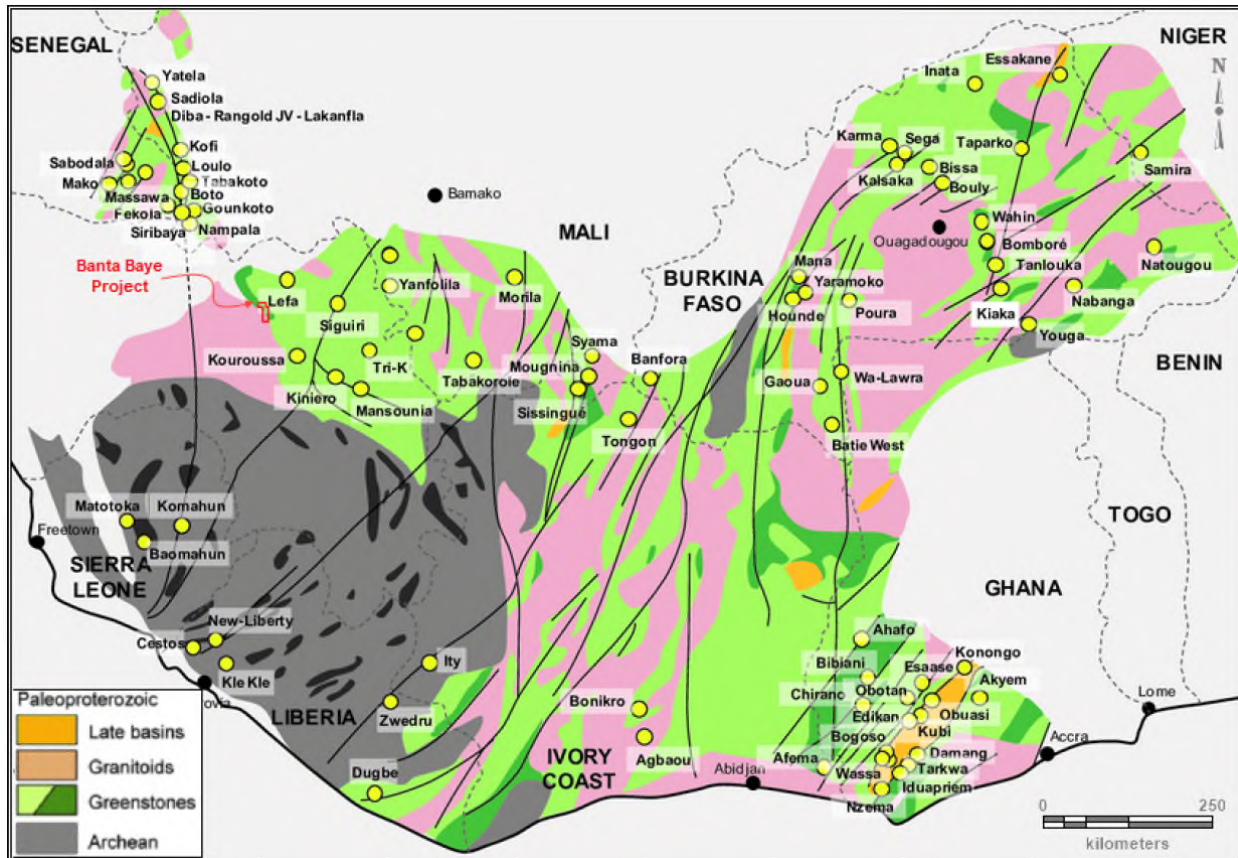 SENEGAL
NIGER
N
Yatela
Sadiola
Diba - Rangold JV - Lakanfla
Kofi
Sabodala
Loulo
Mako
Tabakoto
Massawa
Boto
Fekola
Gounkoto
Siribaya
Nampala
Bamako
MALI
Banta Baye
Project
Lefa
Siguiri
Yanfolila
Morila
Kouroussa
Tri-K
Kiniero
Mansounia
Tabakoroie
Syama
Mougnina
Sissingué
Banfora
Tongon
Inata
Essakane
Karma
Sega
Taparko
Kalsaka
Bissa
Bouly
Samira
Ouagadougou
Wahin
Bomboré
Tanlouka
Natougou
BURKINA
FASO
Mana
Yaramoko
Hounde
Poura
Kiaka
Nabanga
Youga
Gaoua
Wa-Lawra
Batie West
BENIN
TOGO
GHANA
Matotoka
Komahun
Freetown
Baomahun
SIERRA
LEONE
New-Liberty
Cestos
Kle Kle
ovia
LIBERIA
Ity
Zwedru
Dugbe
Bonikro
Agbaou
IVORY
COAST
Abidjan
Ahafo
Bibiani
Chirano
Esaase
Konongo
Obotan
Akyem
Edikan
Obuasi
Bogoso
Kubi
Afema
Wassa
Damang
Tarkwa
Iduapriem
Nzema
Accra
Lome
Paleoproterozoic
Late basins
Granitoids
Greenstones
Archean
0 250
kilometers